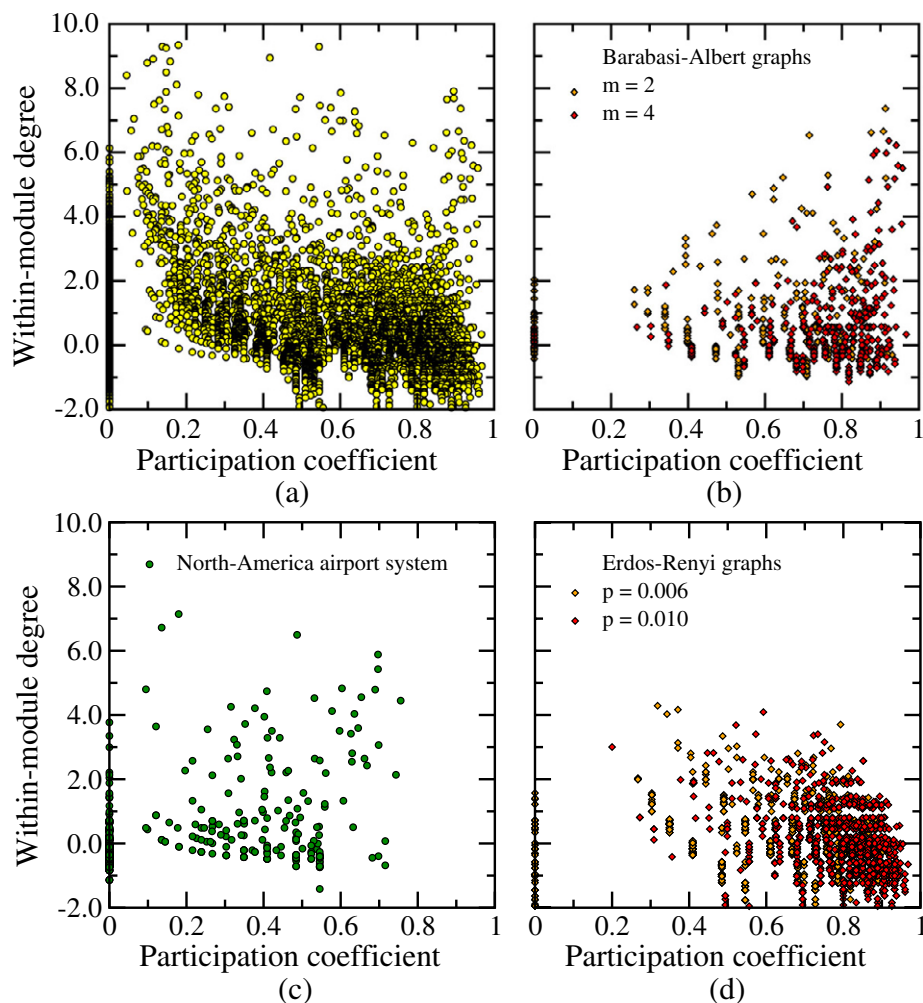 10.0
8.0
6.0
4.0
2.0
0.0
-2.0
Within-module degree
0 0.2 0.4 0.6 0.8 1
Participation coefficient
(a)
Barabasi-Albert graphs
m = 2
m = 4
0 0.2 0.4 0.6 0.8 1
Participation coefficient
(b)
10.0
8.0
6.0
4.0
2.0
0.0
-2.0
Within-module degree
North-America airport system
0 0.2 0.4 0.6 0.8 1
Participation coefficient
(c)
Erdos-Renyi graphs
p = 0.006
p = 0.010
0 0.2 0.4 0.6 0.8 1
Participation coefficient
(d)